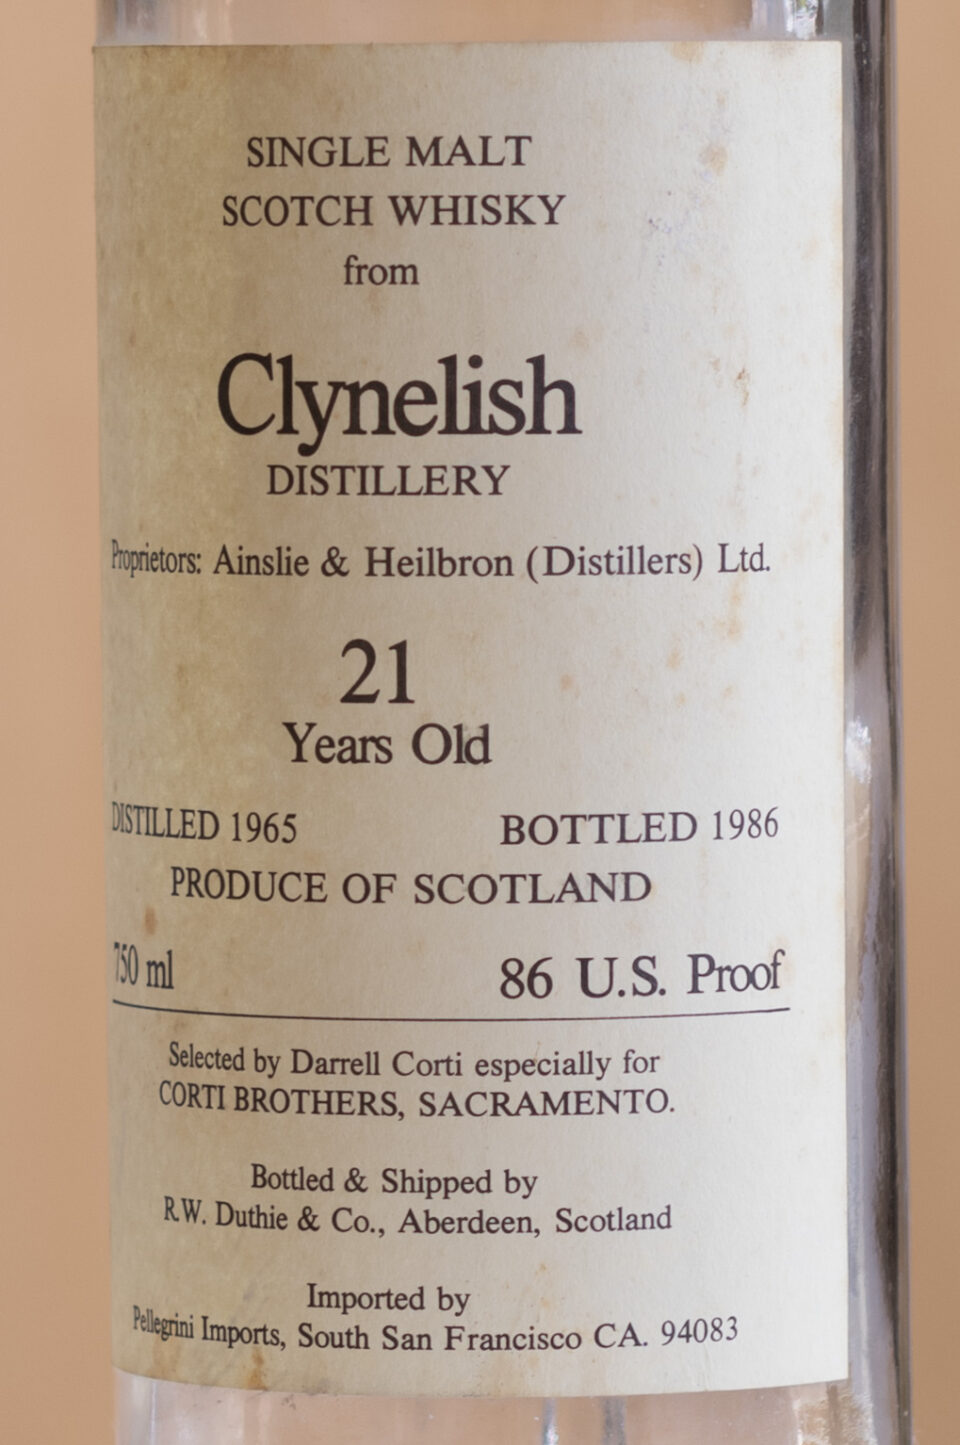 SINGLE MALT
SCOTCH WHISKY
from
Clynelish
DISTILLERY
Proprietors: Ainslie & Heilbron (Distillers) Ltd.
21
Years Old
DISTILLED 1965 BOTTLED 1986
PRODUCE OF SCOTLAND
750 ml 86 U.S. Proof
Selected by Darrell Corti especially for
CORTI BROTHERS, SACRAMENTO.
Bottled & Shipped by
R.W. Duthie & Co., Aberdeen, Scotland
Imported by
Pellegrini Imports, South San Francisco CA. 94083